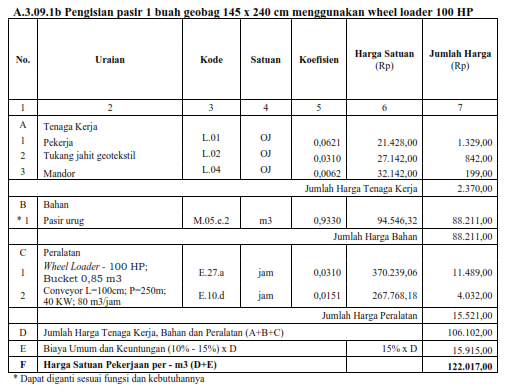 A.3.09.1b Pengisian pasir 1 buah geobag 145 x 240 cm menggunakan wheel loader 100 HP
No. Uraian Kode Satuan Koefisien Harga Satuan (Rp) Jumlah Harga (Rp)
1 2 3 4 5 6 7
A Tenaga Kerja
1 Pekerja L.01 OJ 0,0621 21.428,00 1.329,00
2 Tukang jahit geotekstil L.02 OJ 0,0310 27.142,00 842,00
3 Mandor L.04 OJ 0,0062 32.142,00 199,00
Jumlah Harga Tenaga Kerja 2.370,00
B Bahan
* 1 Pasir urug M.05.e.2 m3 0,9330 94.546,32 88.211,00
Jumlah Harga Bahan 88.211,00
C Peralatan
1 Wheel Loader - 100 HP; Bucket 0,85 m3 E.27.a jam 0,0310 370.239,06 11.489,00
2 Conveyor L=100cm; P=250m; 40 KW; 80 m3/jam E.10.d jam 0,0151 267.768,18 4.032,00
Jumlah Harga Peralatan 15.521,00
D Jumlah Harga Tenaga Kerja, Bahan dan Peralatan (A+B+C) 106.102,00
E Biaya Umum dan Keuntungan (10% - 15%) x D 15% x D 15.915,00
F Harga Satuan Pekerjaan per - m3 (D+E) 122.017,00
* Dapat diganti sesuai fungsi dan kebutuhannya